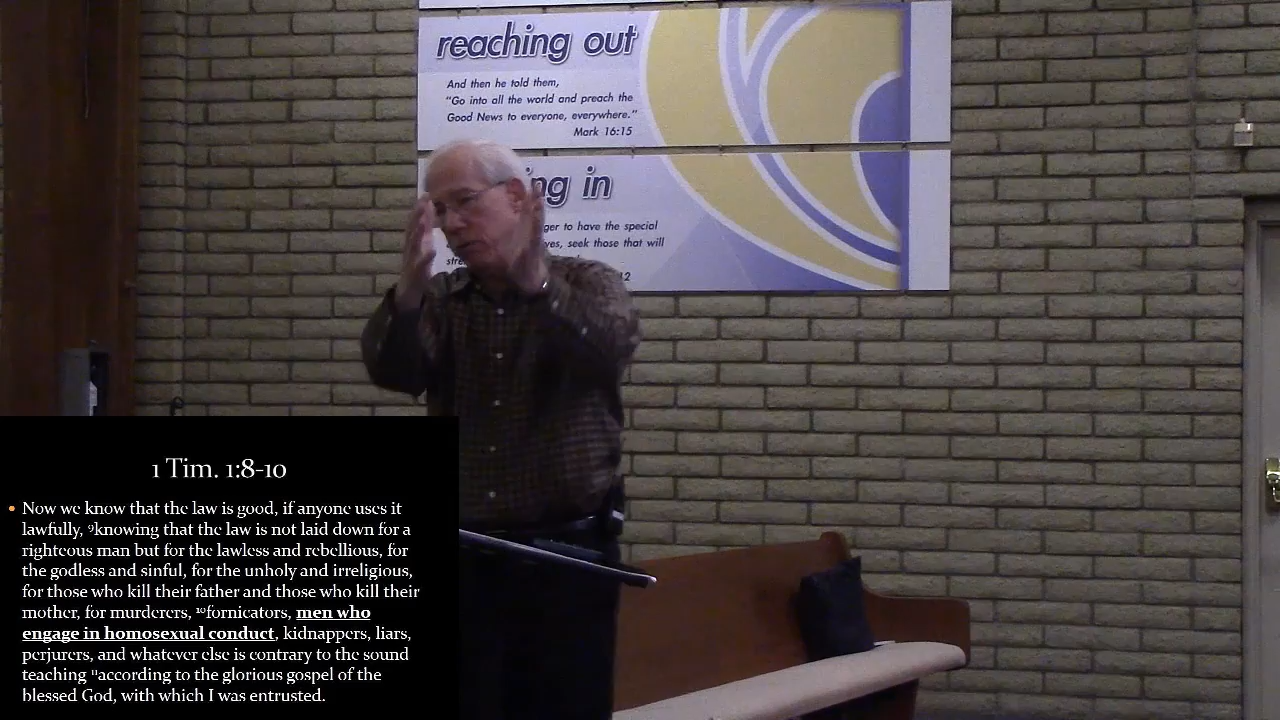 reaching out
And then he told them,
"Go into all the world and preach the
Good News to everyone, everywhere."
Mark 16:15
in
to have the special
seek those that will
12
1 Tim. 1:8-10
• Now we know that the law is good, if anyone uses it
lawfully, ⁹knowing that the law is not laid down for a
righteous man but for the lawless and rebellious, for
the godless and sinful, for the unholy and irreligious,
for those who kill their father and those who kill their
mother, for murderers, ¹⁰fornicators, men who
engage in homosexual conduct, kidnappers, liars,
perjurers, and whatever else is contrary to the sound
teaching ¹¹according to the glorious gospel of the
blessed God, with which I was entrusted.